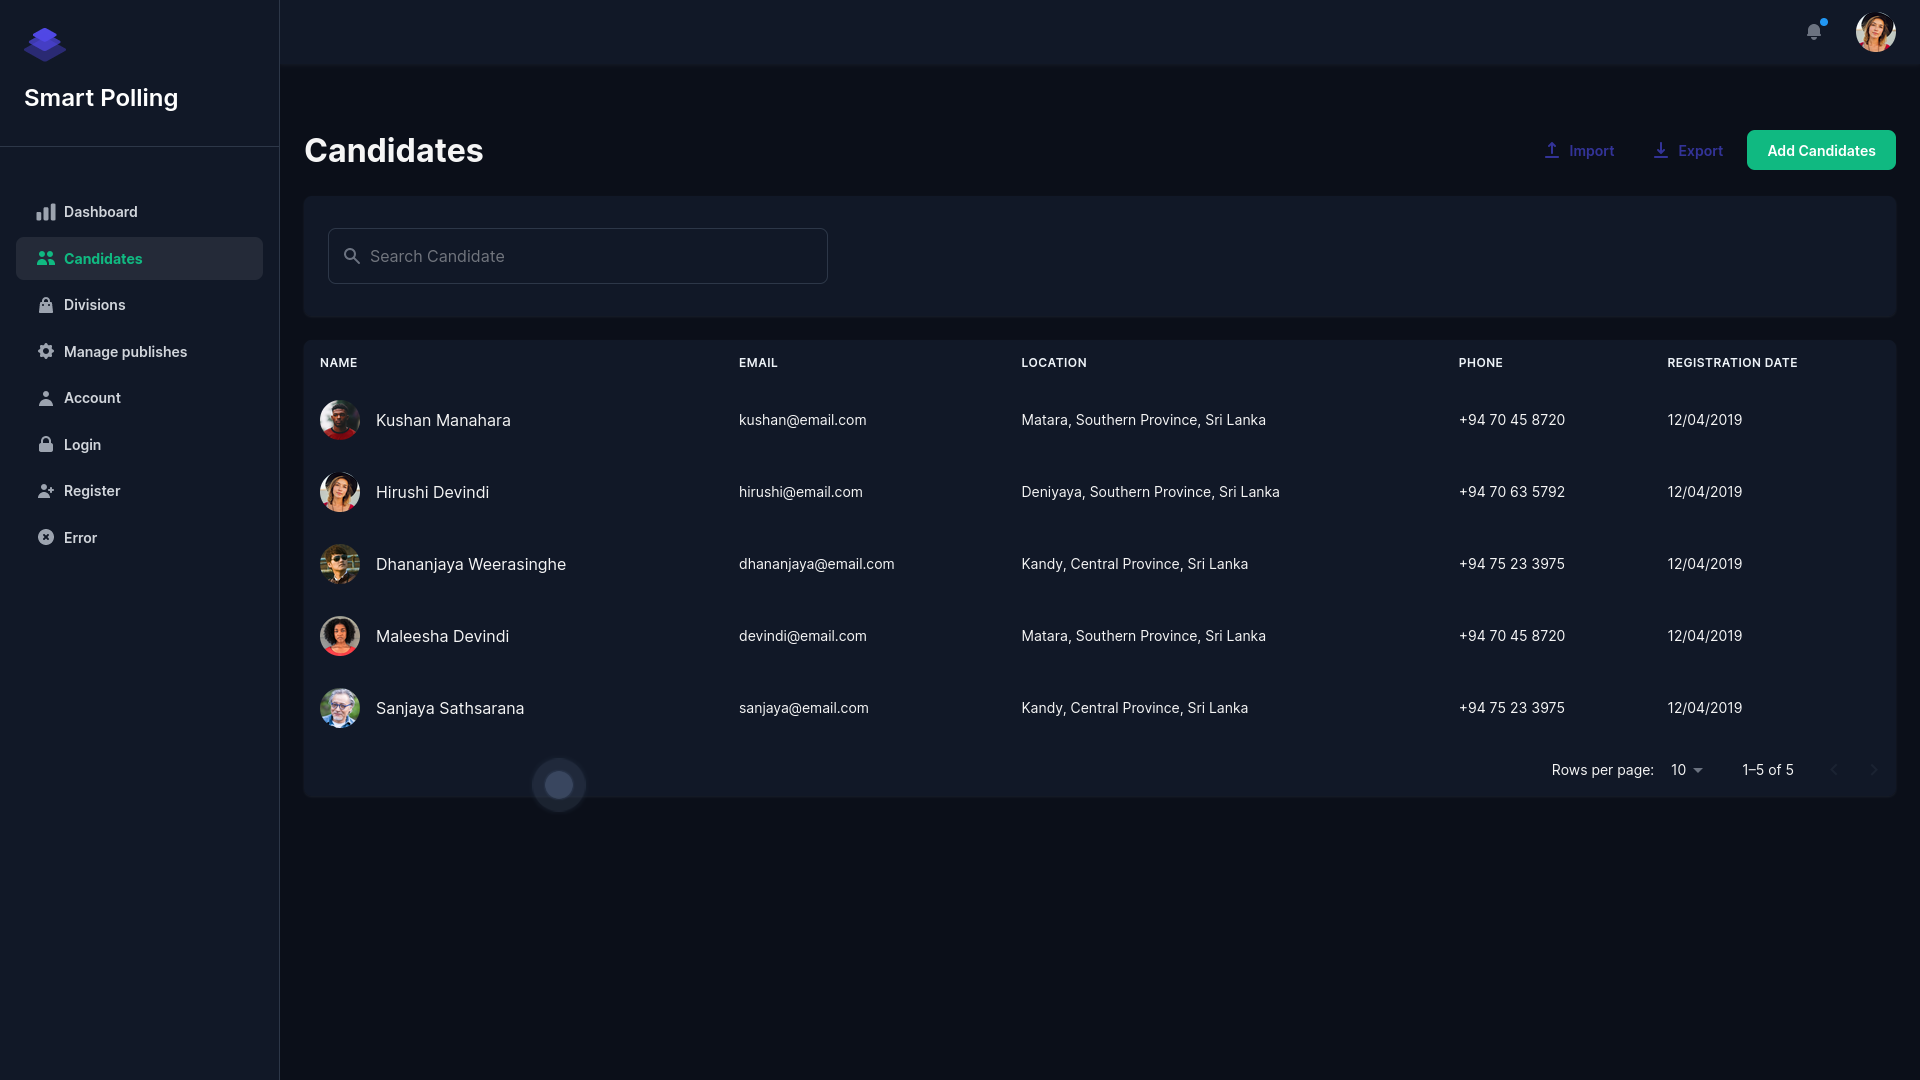 Smart Polling
Dashboard
Candidates
Divisions
Manage publishes
Account
Login
Register
Error
Candidates
Import
Export
Add Candidates
Search Candidate
NAME EMAIL LOCATION PHONE REGISTRATION DATE
Kushan Manahara kushan@email.com Matara, Southern Province, Sri Lanka +94 70 45 8720 12/04/2019
Hirushi Devindi hirushi@email.com Deniyaya, Southern Province, Sri Lanka +94 70 63 5792 12/04/2019
Dhananjaya Weerasinghe dhananjaya@email.com Kandy, Central Province, Sri Lanka +94 75 23 3975 12/04/2019
Maleesha Devindi devindi@email.com Matara, Southern Province, Sri Lanka +94 70 45 8720 12/04/2019
Sanjaya Sathsarana sanjaya@email.com Kandy, Central Province, Sri Lanka +94 75 23 3975 12/04/2019
Rows per page: 10 1–5 of 5